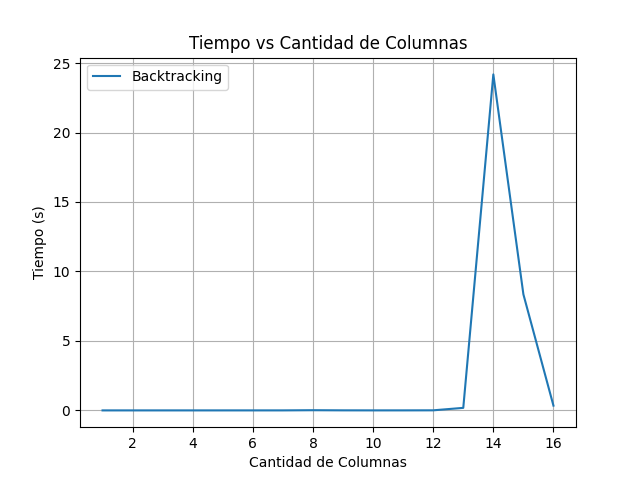 Tiempo vs Cantidad de Columnas
Backtracking
25
20
15
10
5
0
Tiempo (s)
2 4 6 8 10 12 14 16
Cantidad de Columnas